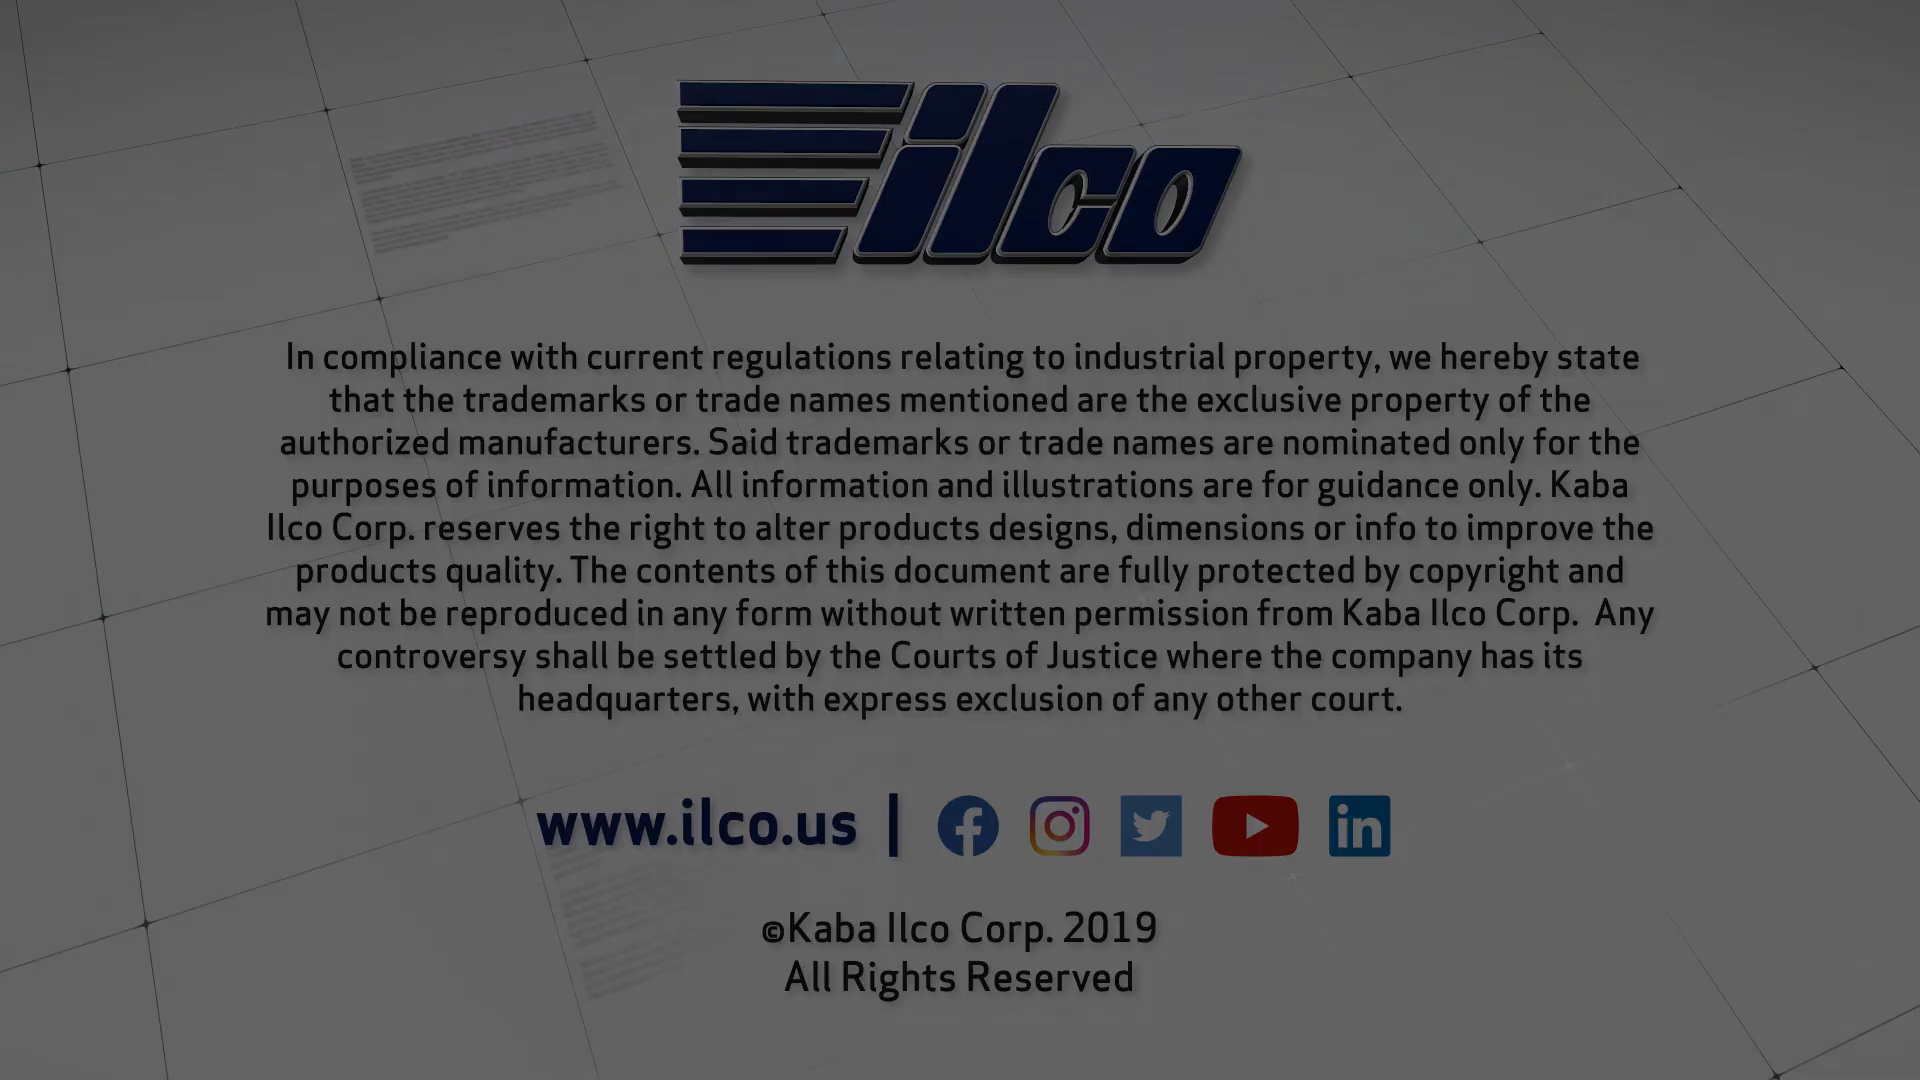 ilco
In compliance with current regulations relating to industrial property, we hereby state
that the trademarks or trade names mentioned are the exclusive property of the
authorized manufacturers. Said trademarks or trade names are nominated only for the
purposes of information. All information and illustrations are for guidance only. Kaba
Ilco Corp. reserves the right to alter products designs, dimensions or info to improve the
products quality. The contents of this document are fully protected by copyright and
may not be reproduced in any form without written permission from Kaba Ilco Corp.  Any
controversy shall be settled by the Courts of Justice where the company has its
headquarters, with express exclusion of any other court.
www.ilco.us |
©Kaba Ilco Corp. 2019
All Rights Reserved